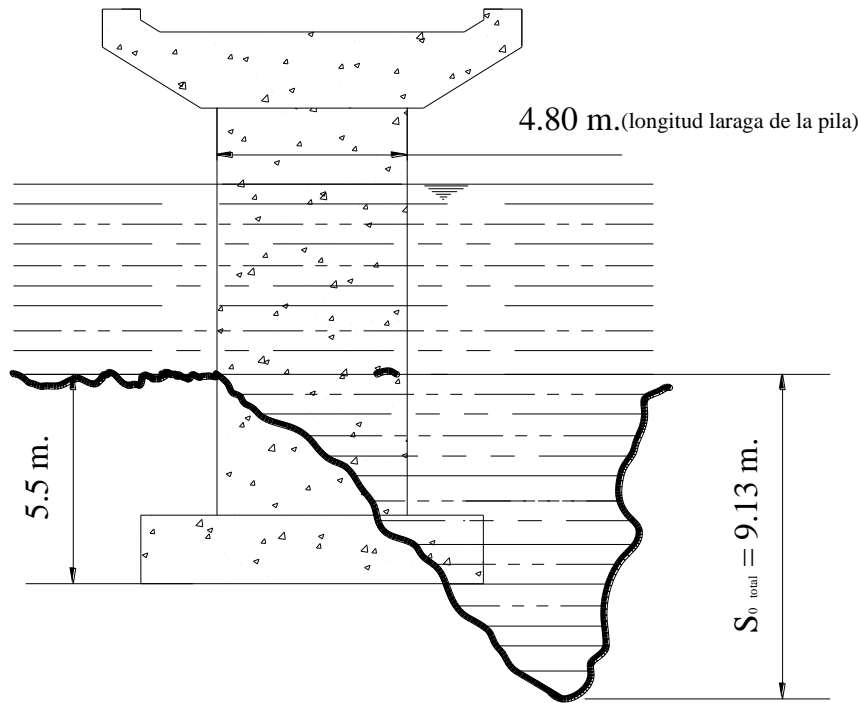 4.80 m.(longitud laraga de la pila)
5.5 m.
S0 total = 9.13 m.